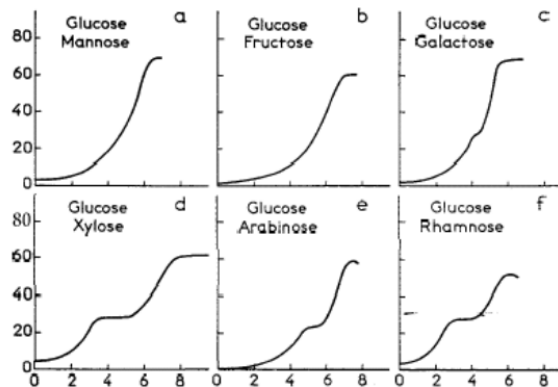 Glucose
Mannose
a
Glucose
Fructose
b
Glucose
Galactose
c
80
60
40
20
0
Glucose
Xylose
d
Glucose
Arabinose
e
Glucose
Rhamnose
f
80
60
40
20
0
0 2 4 6 8
0 2 4 6 8
0 2 4 6 8